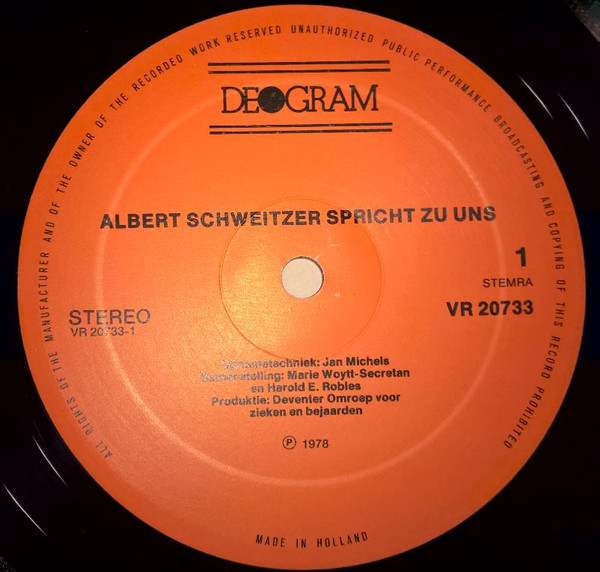 ALL RIGHTS OF THE MANUFACTURER AND OF THE OWNER OF THE RECORDED WORK RESERVED UNAUTHORIZED PUBLIC PERFORMANCE BROADCASTING AND COPYING OF THIS RECORD PROHIBITED
DEOGRAM
ALBERT SCHWEITZER SPRICHT ZU UNS
1
STEMRA
STEREO
VR 20733
VR 20733-1
Opnametechniek: Jan Michels
Samenstelling: Marie Woytt-Secretan
en Harold E. Robles
Produktie: Deventer Omroep voor
zieken en bejaarden
℗ 1978
MADE IN HOLLAND